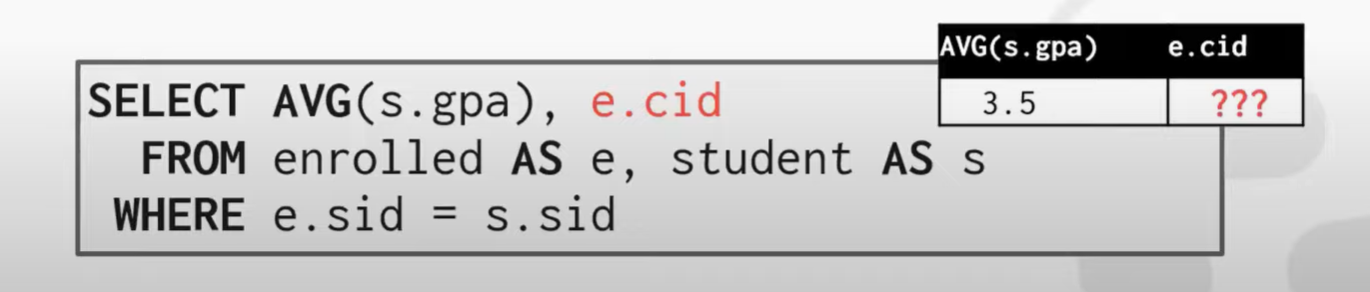 AVG(s.gpa) e.cid
3.5 ???
SELECT AVG(s.gpa), e.cid
FROM enrolled AS e, student AS s
WHERE e.sid = s.sid